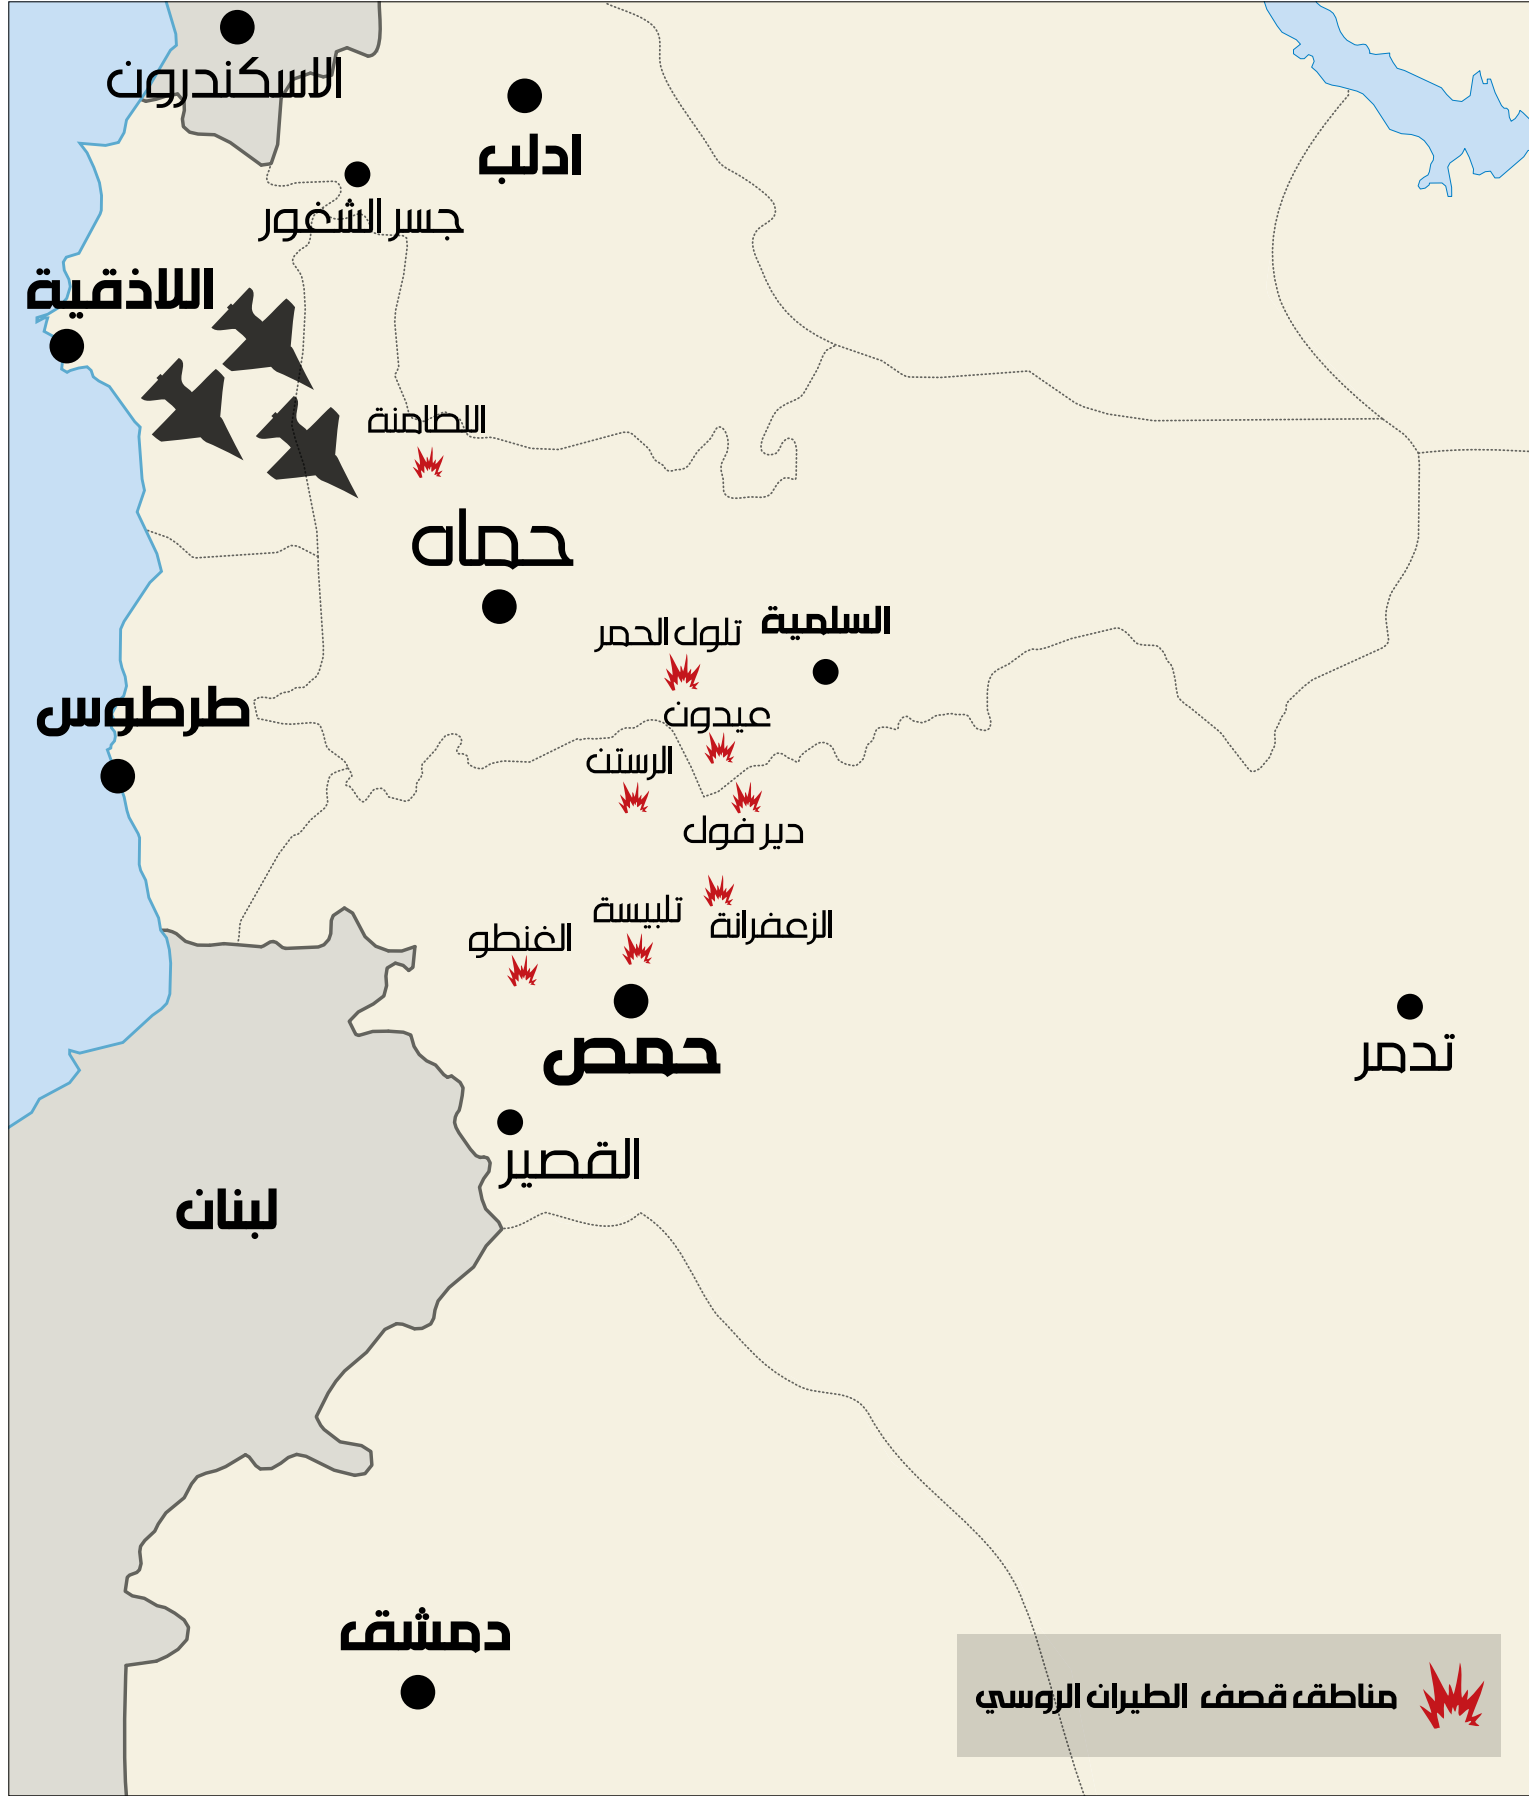 الاسكندرون
ادلب
جسر الشغور
اللاذقية
اللطامنة
حماه
السلمية
تلول الحمر
عيدون
طرطوس
الرستن
دير فول
تلبيسة
الزعفرانة
الغنطو
حمص
تدمر
القصير
لبنان
دمشق
مناطق قصف الطيران الروسي